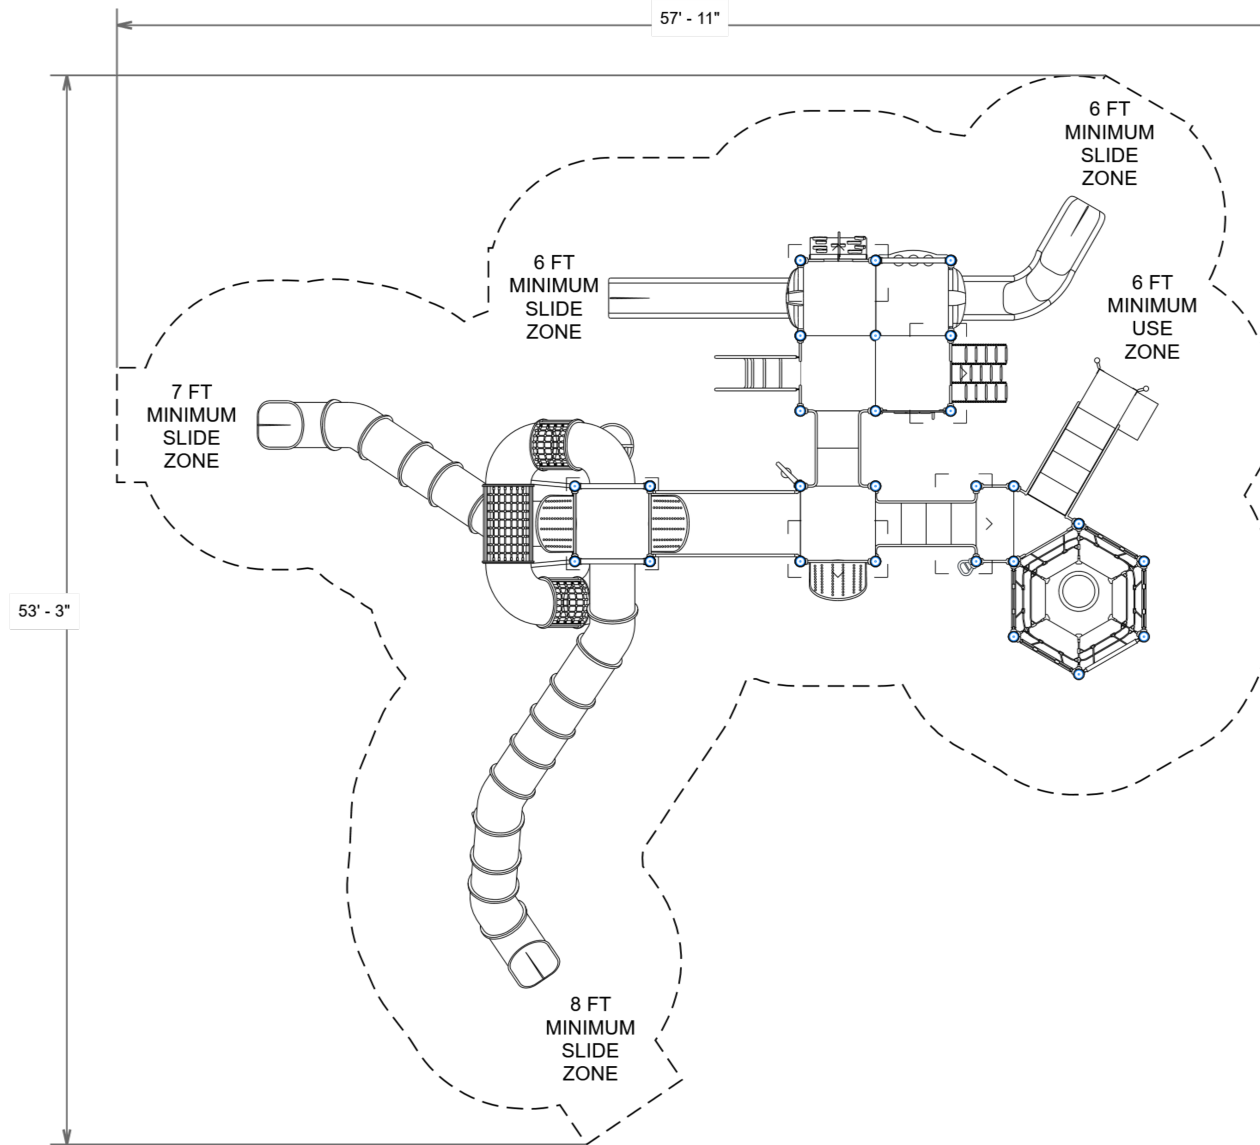 57' - 11"
6 FT
MINIMUM
SLIDE
ZONE
6 FT
MINIMUM
SLIDE
ZONE
6 FT
MINIMUM
USE
ZONE
7 FT
MINIMUM
SLIDE
ZONE
53' - 3"
8 FT
MINIMUM
SLIDE
ZONE